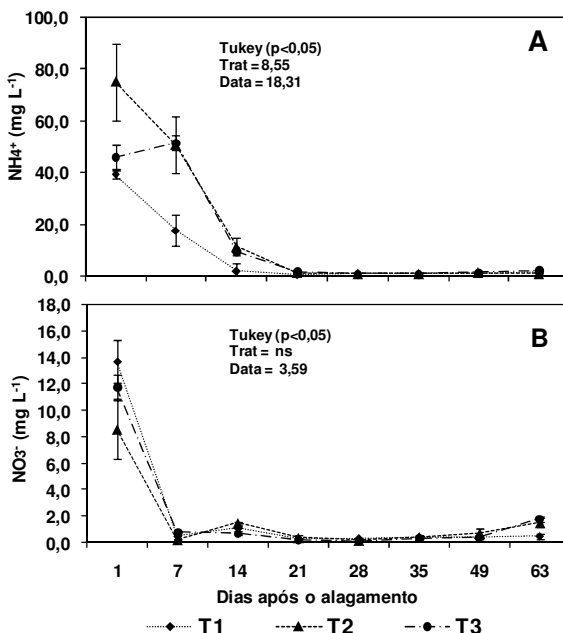 A
Tukey (p<0,05)
Trat = 8,55
Data = 18,31
NH4+ (mg L-1)
100,0
80,0
60,0
40,0
20,0
0,0
B
Tukey (p<0,05)
Trat = ns
Data = 3,59
NO3- (mg L-1)
18,0
16,0
14,0
12,0
10,0
8,0
6,0
4,0
2,0
0,0
1 7 14 21 28 35 49 63
Dias após o alagamento
T1 T2 T3